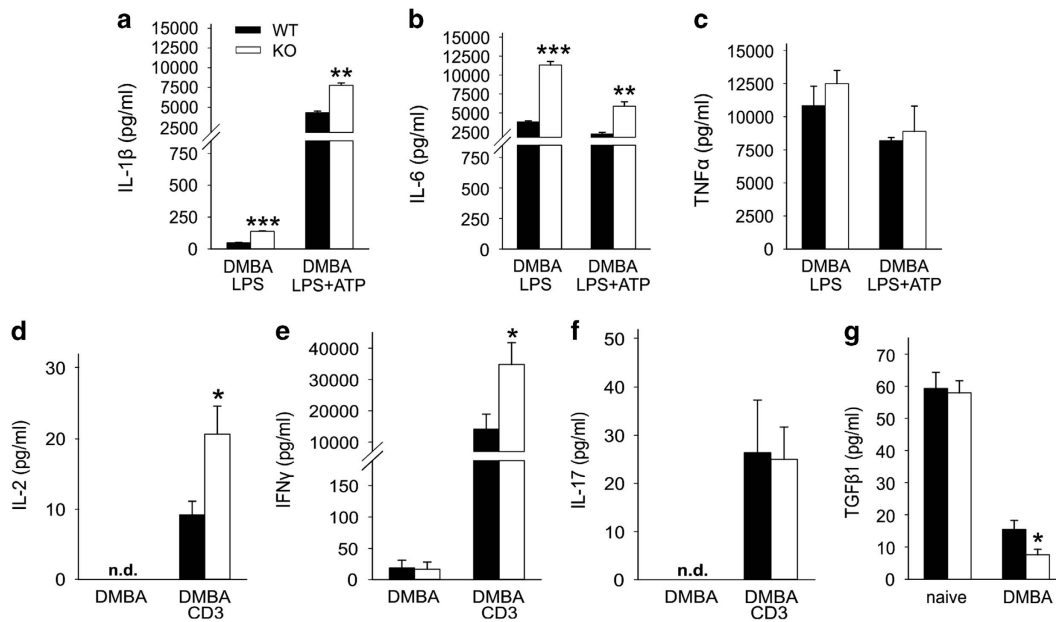 a
WT
KO
IL-1β (pg/ml)
15000
12500
10000
7500
5000
2500
750
500
250
0
***
**
DMBA DMBA
LPS LPS+ATP
b
IL-6 (pg/ml)
15000
12500
10000
7500
5000
2500
750
500
250
0
***
**
DMBA DMBA
LPS LPS+ATP
c
TNFα (pg/ml)
15000
12500
10000
7500
5000
2500
0
DMBA DMBA
LPS LPS+ATP
d
IL-2 (pg/ml)
30
20
10
0
n.d.
*
DMBA DMBA
CD3
e
IFNγ (pg/ml)
40000
30000
20000
10000
150
100
50
0
*
DMBA DMBA
CD3
f
IL-17 (pg/ml)
50
40
30
20
10
0
n.d.
DMBA DMBA
CD3
g
TGFβ1 (pg/ml)
70
60
50
40
30
20
10
0
*
naive DMBA